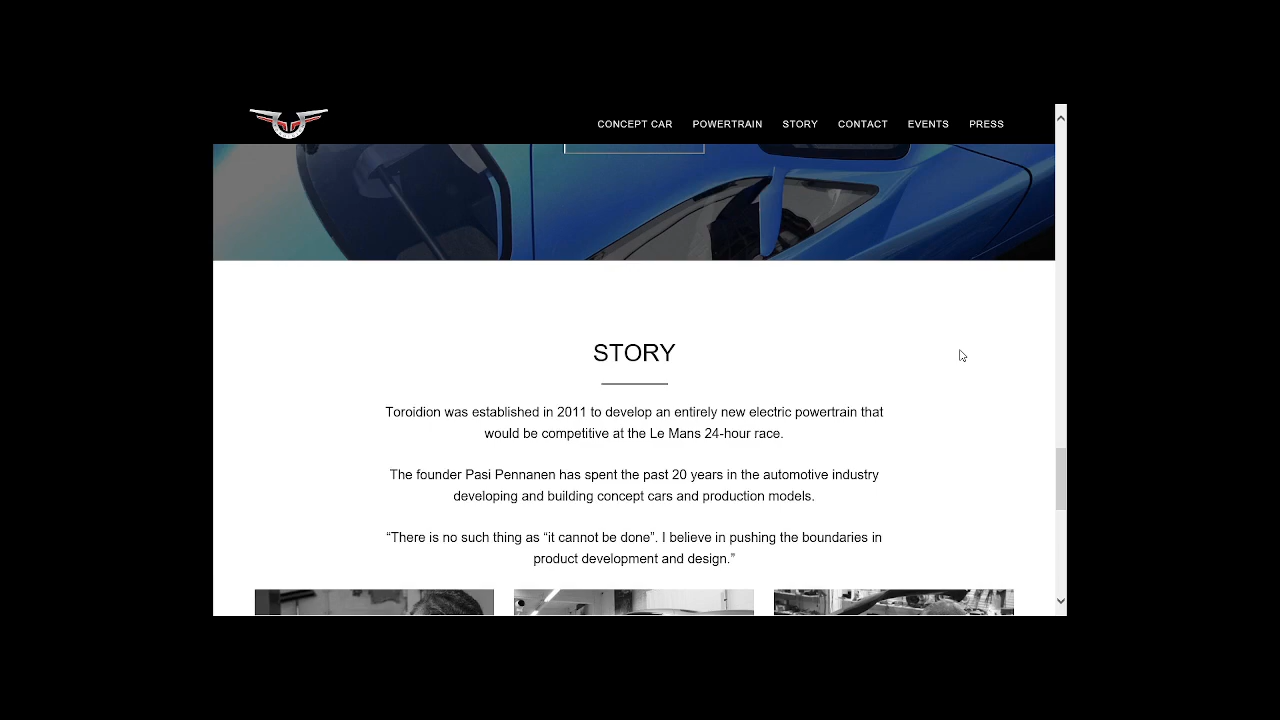 CONCEPT CAR POWERTRAIN STORY CONTACT EVENTS PRESS
STORY
Toroidion was established in 2011 to develop an entirely new electric powertrain that
would be competitive at the Le Mans 24-hour race.
The founder Pasi Pennanen has spent the past 20 years in the automotive industry
developing and building concept cars and production models.
“There is no such thing as “it cannot be done”. I believe in pushing the boundaries in
product development and design.”